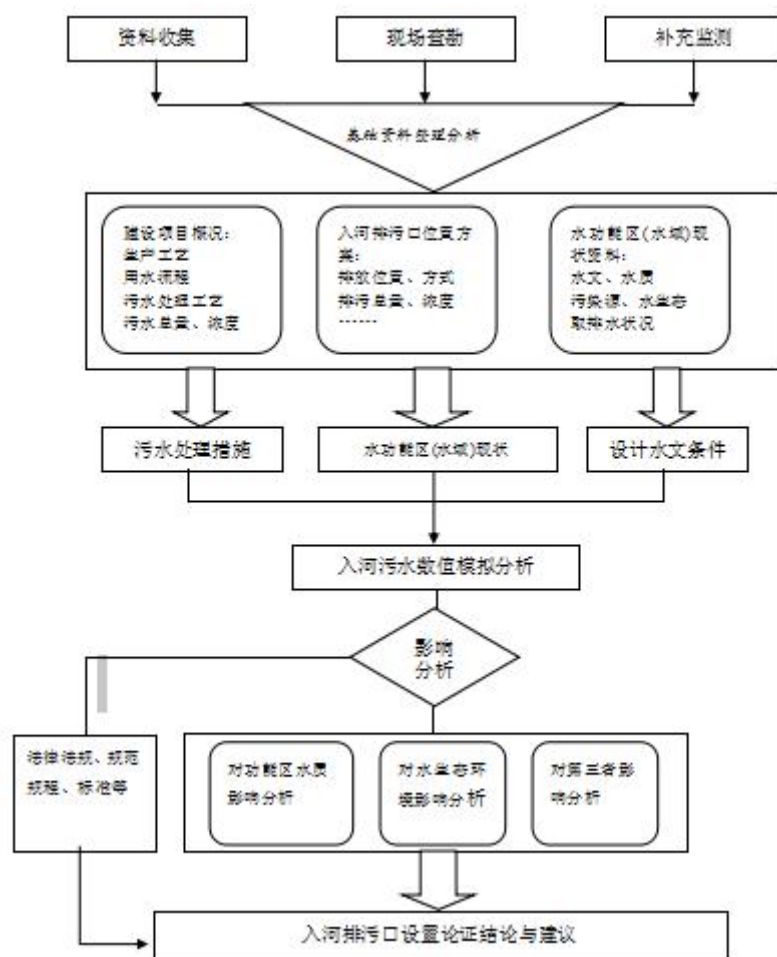 资料收集
现场查勘
补充监测
基础资料整理分析
建设项目概况:
生产工艺
用水流程
污水处理工艺
污水总量、浓度
入河排污口位置方
案:
排放位置、方式
排污总量、浓度
------
水功能区(水域)现
状资料:
水文、水质
污染源、水生态
取排水状况
污水处理措施
水功能区(水域)现状
设计水文条件
入河污水数值模拟分析
影响
分析
法律法规、规范
规程、标准等
对功能区水质
影响分析
对水生态环
境影响分析
对第三者影
响分析
入河排污口设置论证结论与建议